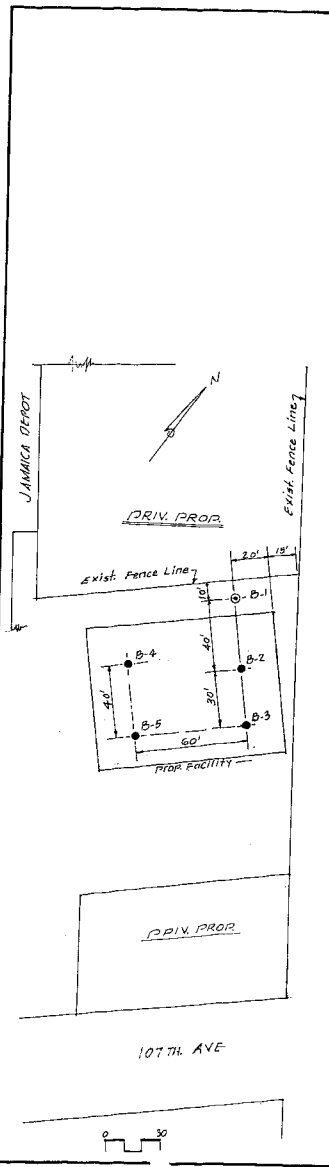 JAMAICA DEPOT
N
Exist. Fence Line
PRIV. PROP.
20'
15'
Exist. Fence Line
10'
B-1
B-4
40'
B-2
40'
30'
B-5
B-3
60'
PROP. FACILITY
PRIV. PROP.
107TH. AVE
0 30